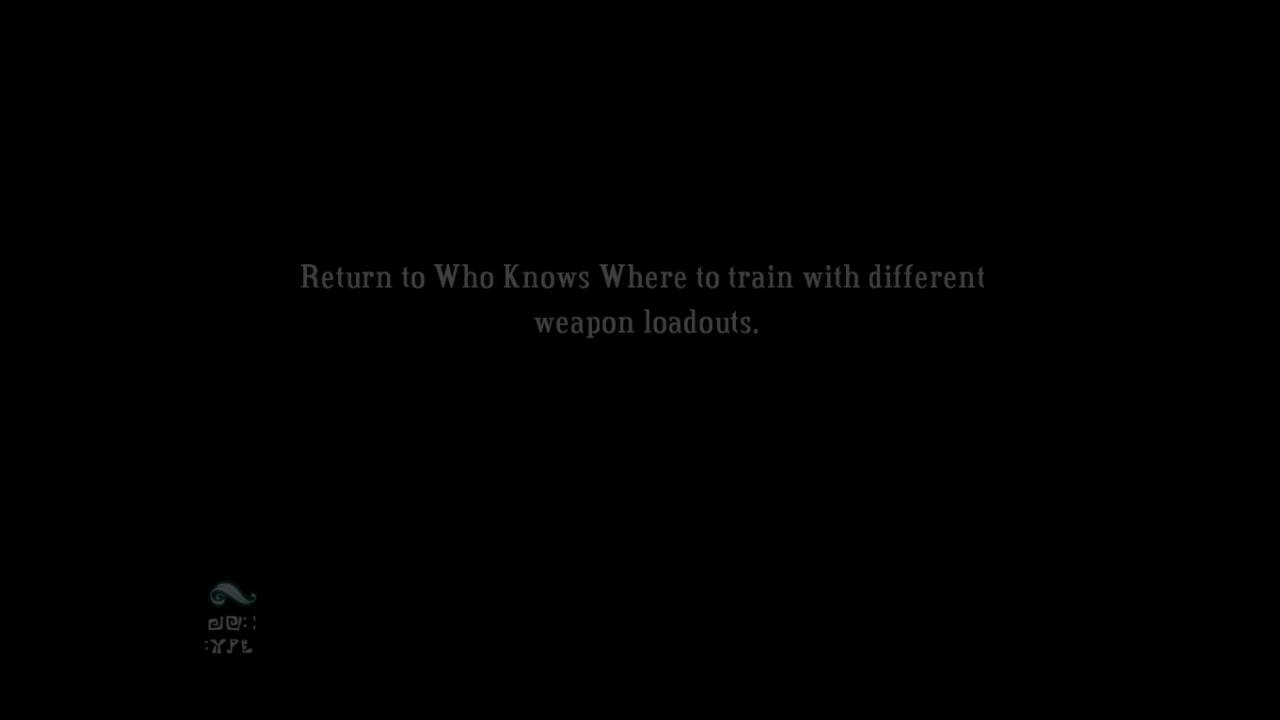 Return to Who Knows Where to train with different
weapon loadouts.